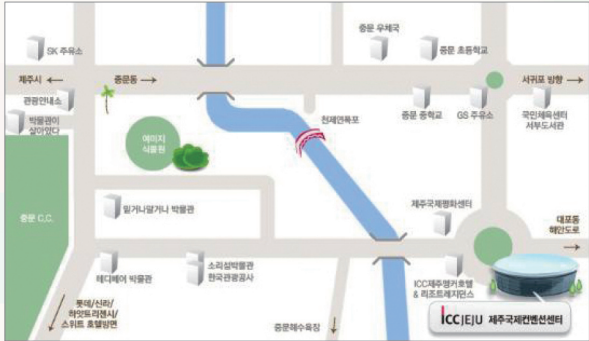 중문 우체국
SK 주유소
중문 초등학교
제주시
중문동
서귀포 방향
관광안내소
중문 중학교
GS 주유소
국민체육센터
서부도서관
박물관이
살아있다
천제연폭포
여미지
식물원
믿거나말거나 박물관
제주국제평화센터
중문 C.C.
대포동
해안도로
테디베어 박물관
소리섬박물관
한국관광공사
ICC제주앵커호텔
& 리조트레지던스
롯데/신라/
하얏트리젠시/
스위트 호텔방면
중문해수욕장
ICC JEJU 제주국제컨벤션센터